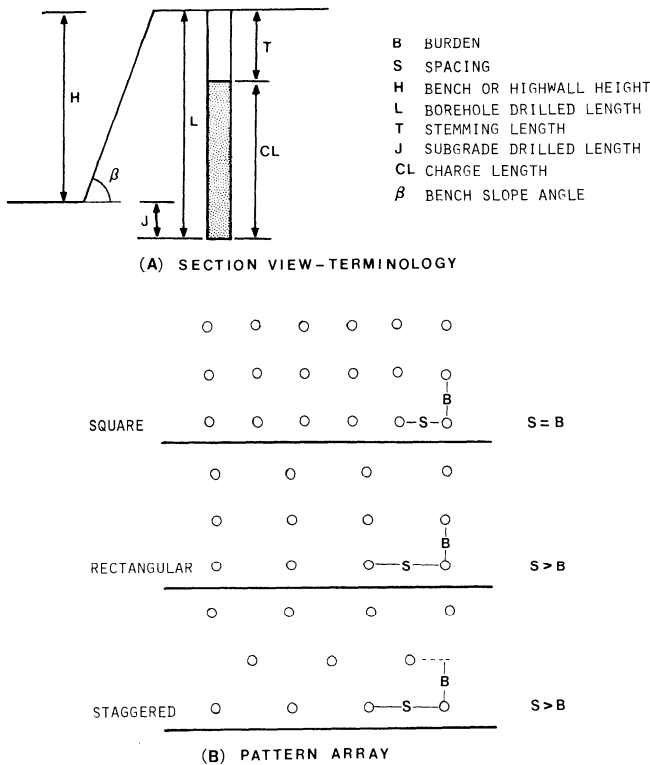 B BURDEN
S SPACING
H BENCH OR HIGHWALL HEIGHT
L BOREHOLE DRILLED LENGTH
T STEMMING LENGTH
J SUBGRADE DRILLED LENGTH
CL CHARGE LENGTH
β BENCH SLOPE ANGLE
T
H
L
CL
β
J
(A) SECTION VIEW-TERMINOLOGY
B
SQUARE
S
S = B
B
RECTANGULAR
S
S > B
B
STAGGERED
S
S > B
(B) PATTERN ARRAY